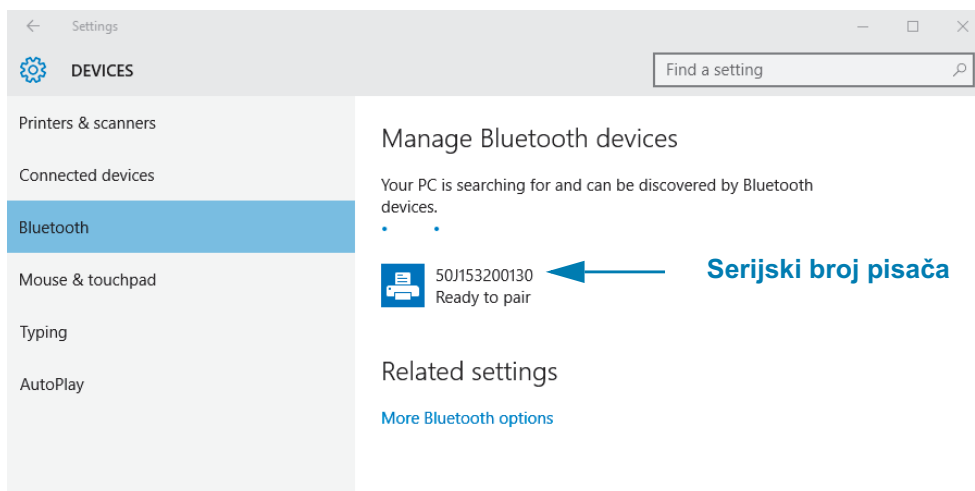 Settings
DEVICES
Find a setting
Printers & scanners
Connected devices
Bluetooth
Mouse & touchpad
Typing
AutoPlay
Manage Bluetooth devices
Your PC is searching for and can be discovered by Bluetooth
devices.
50J153200130
Ready to pair
Serijski broj pisača
Related settings
More Bluetooth options